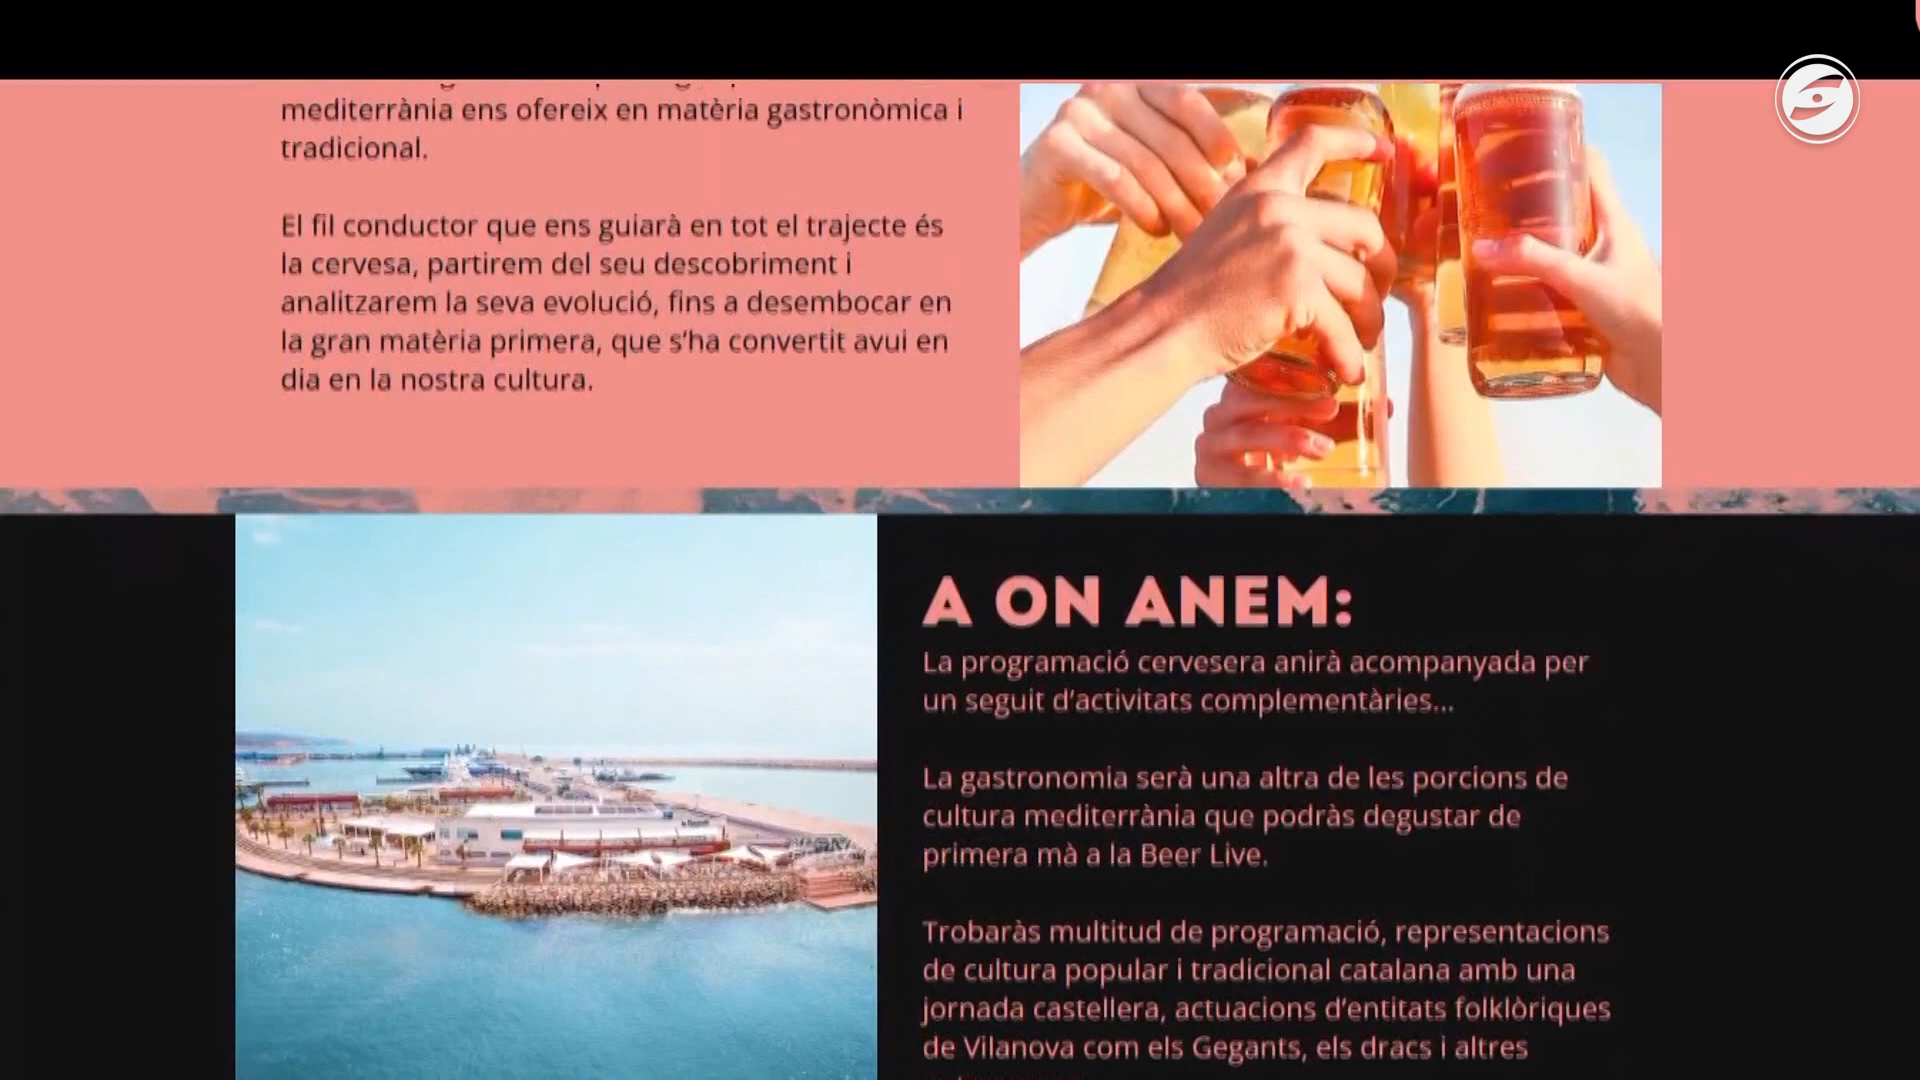 mediterrània ens ofereix en matèria gastronòmica i
tradicional.
El fil conductor que ens guiarà en tot el trajecte és
la cervesa, partirem del seu descobriment i
analitzarem la seva evolució, fins a desembocar en
la gran matèria primera, que s’ha convertit avui en
dia en la nostra cultura.
A ON ANEM:
La programació cervesera anirà acompanyada per
un seguit d’activitats complementàries...
La gastronomia serà una altra de les porcions de
cultura mediterrània que podràs degustar de
primera mà a la Beer Live.
Trobaràs multitud de programació, representacions
de cultura popular i tradicional catalana amb una
jornada castellera, actuacions d’entitats folklòriques
de Vilanova com els Gegants, els dracs i altres